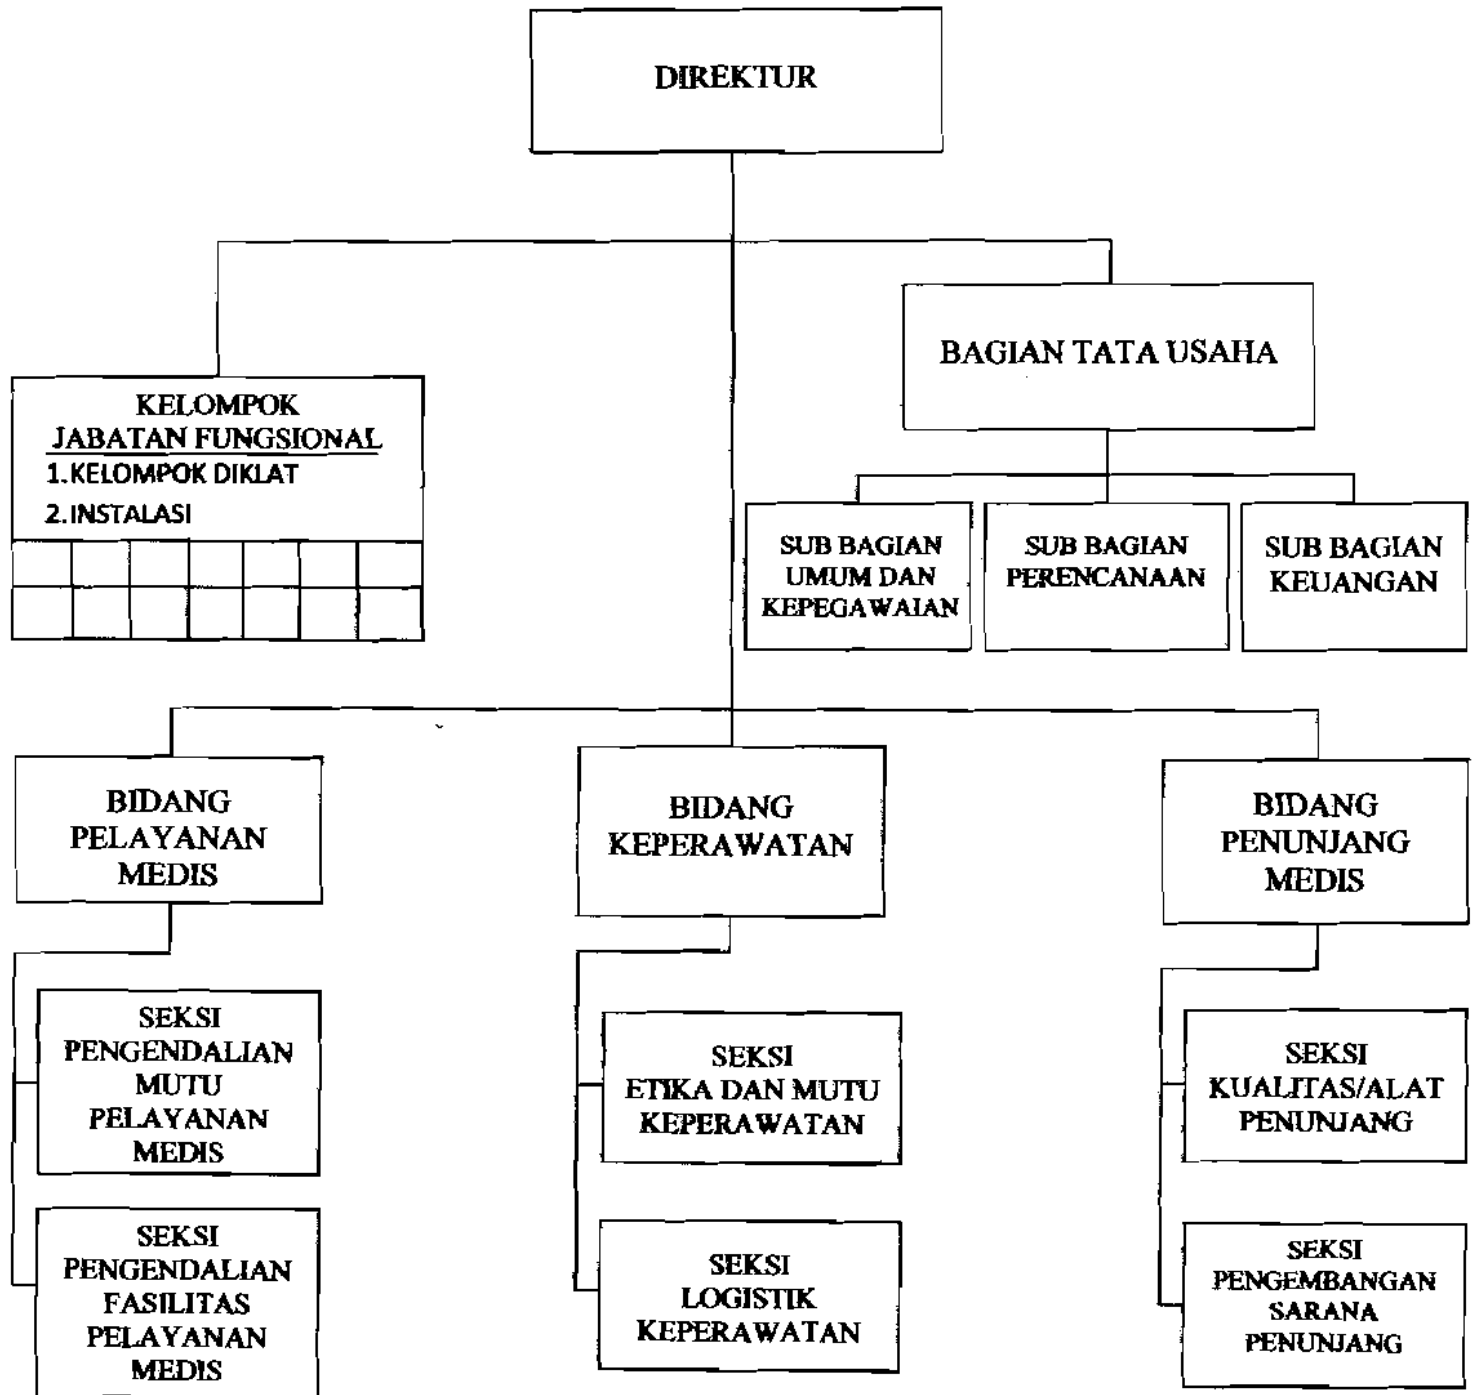 DIREKTUR
BAGIAN TATA USAHA
KELOMPOK
JABATAN FUNGSIONAL
1.KELOMPOK DIKLAT
2.INSTALASI
SUB BAGIAN
UMUM DAN
KEPEGAWAIAN
SUB BAGIAN
PERENCANAAN
SUB BAGIAN
KEUANGAN
BIDANG
PELAYANAN
MEDIS
BIDANG
KEPERAWATAN
BIDANG
PENUNJANG
MEDIS
SEKSI
PENGENDALIAN
MUTU
PELAYANAN
MEDIS
SEKSI
ETIKA DAN MUTU
KEPERAWATAN
SEKSI
KUALITAS/ALAT
PENUNJANG
SEKSI
PENGENDALIAN
FASILITAS
PELAYANAN
MEDIS
SEKSI
LOGISTIK
KEPERAWATAN
SEKSI
PENGEMBANGAN
SARANA
PENUNJANG